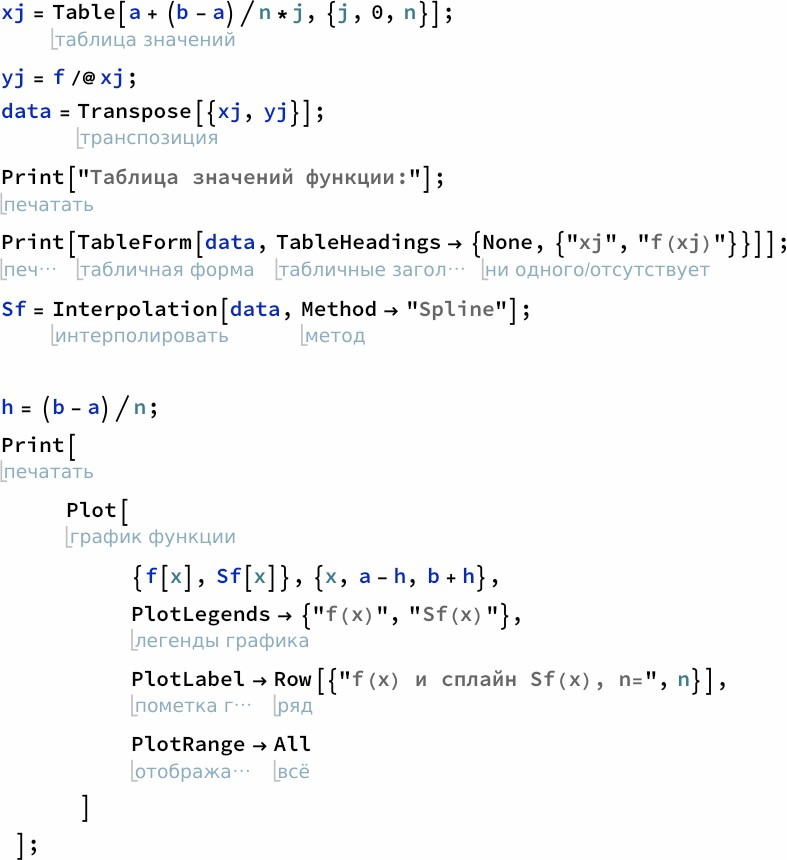 xj = Table[a + (b - a) / n * j, {j, 0, n}];
таблица значений
yj = f /@ xj;
data = Transpose[{xj, yj}];
транспозиция
Print["Таблица значений функции:"];
печатать
Print[TableForm[data, TableHeadings → {None, {"xj", "f(xj)"}}]];
печ⋯ табличная форма табличные загол⋯ ни одного/отсутствует
Sf = Interpolation[data, Method → "Spline"];
интерполировать метод
h = (b - a) / n;
Print[
печатать
Plot[
график функции
{f[x], Sf[x]}, {x, a - h, b + h},
PlotLegends → {"f(x)", "Sf(x)"},
легенды графика
PlotLabel → Row[{"f(x) и сплайн Sf(x), n=", n}],
пометка г⋯ ряд
PlotRange → All
отобража⋯ всё
]
];